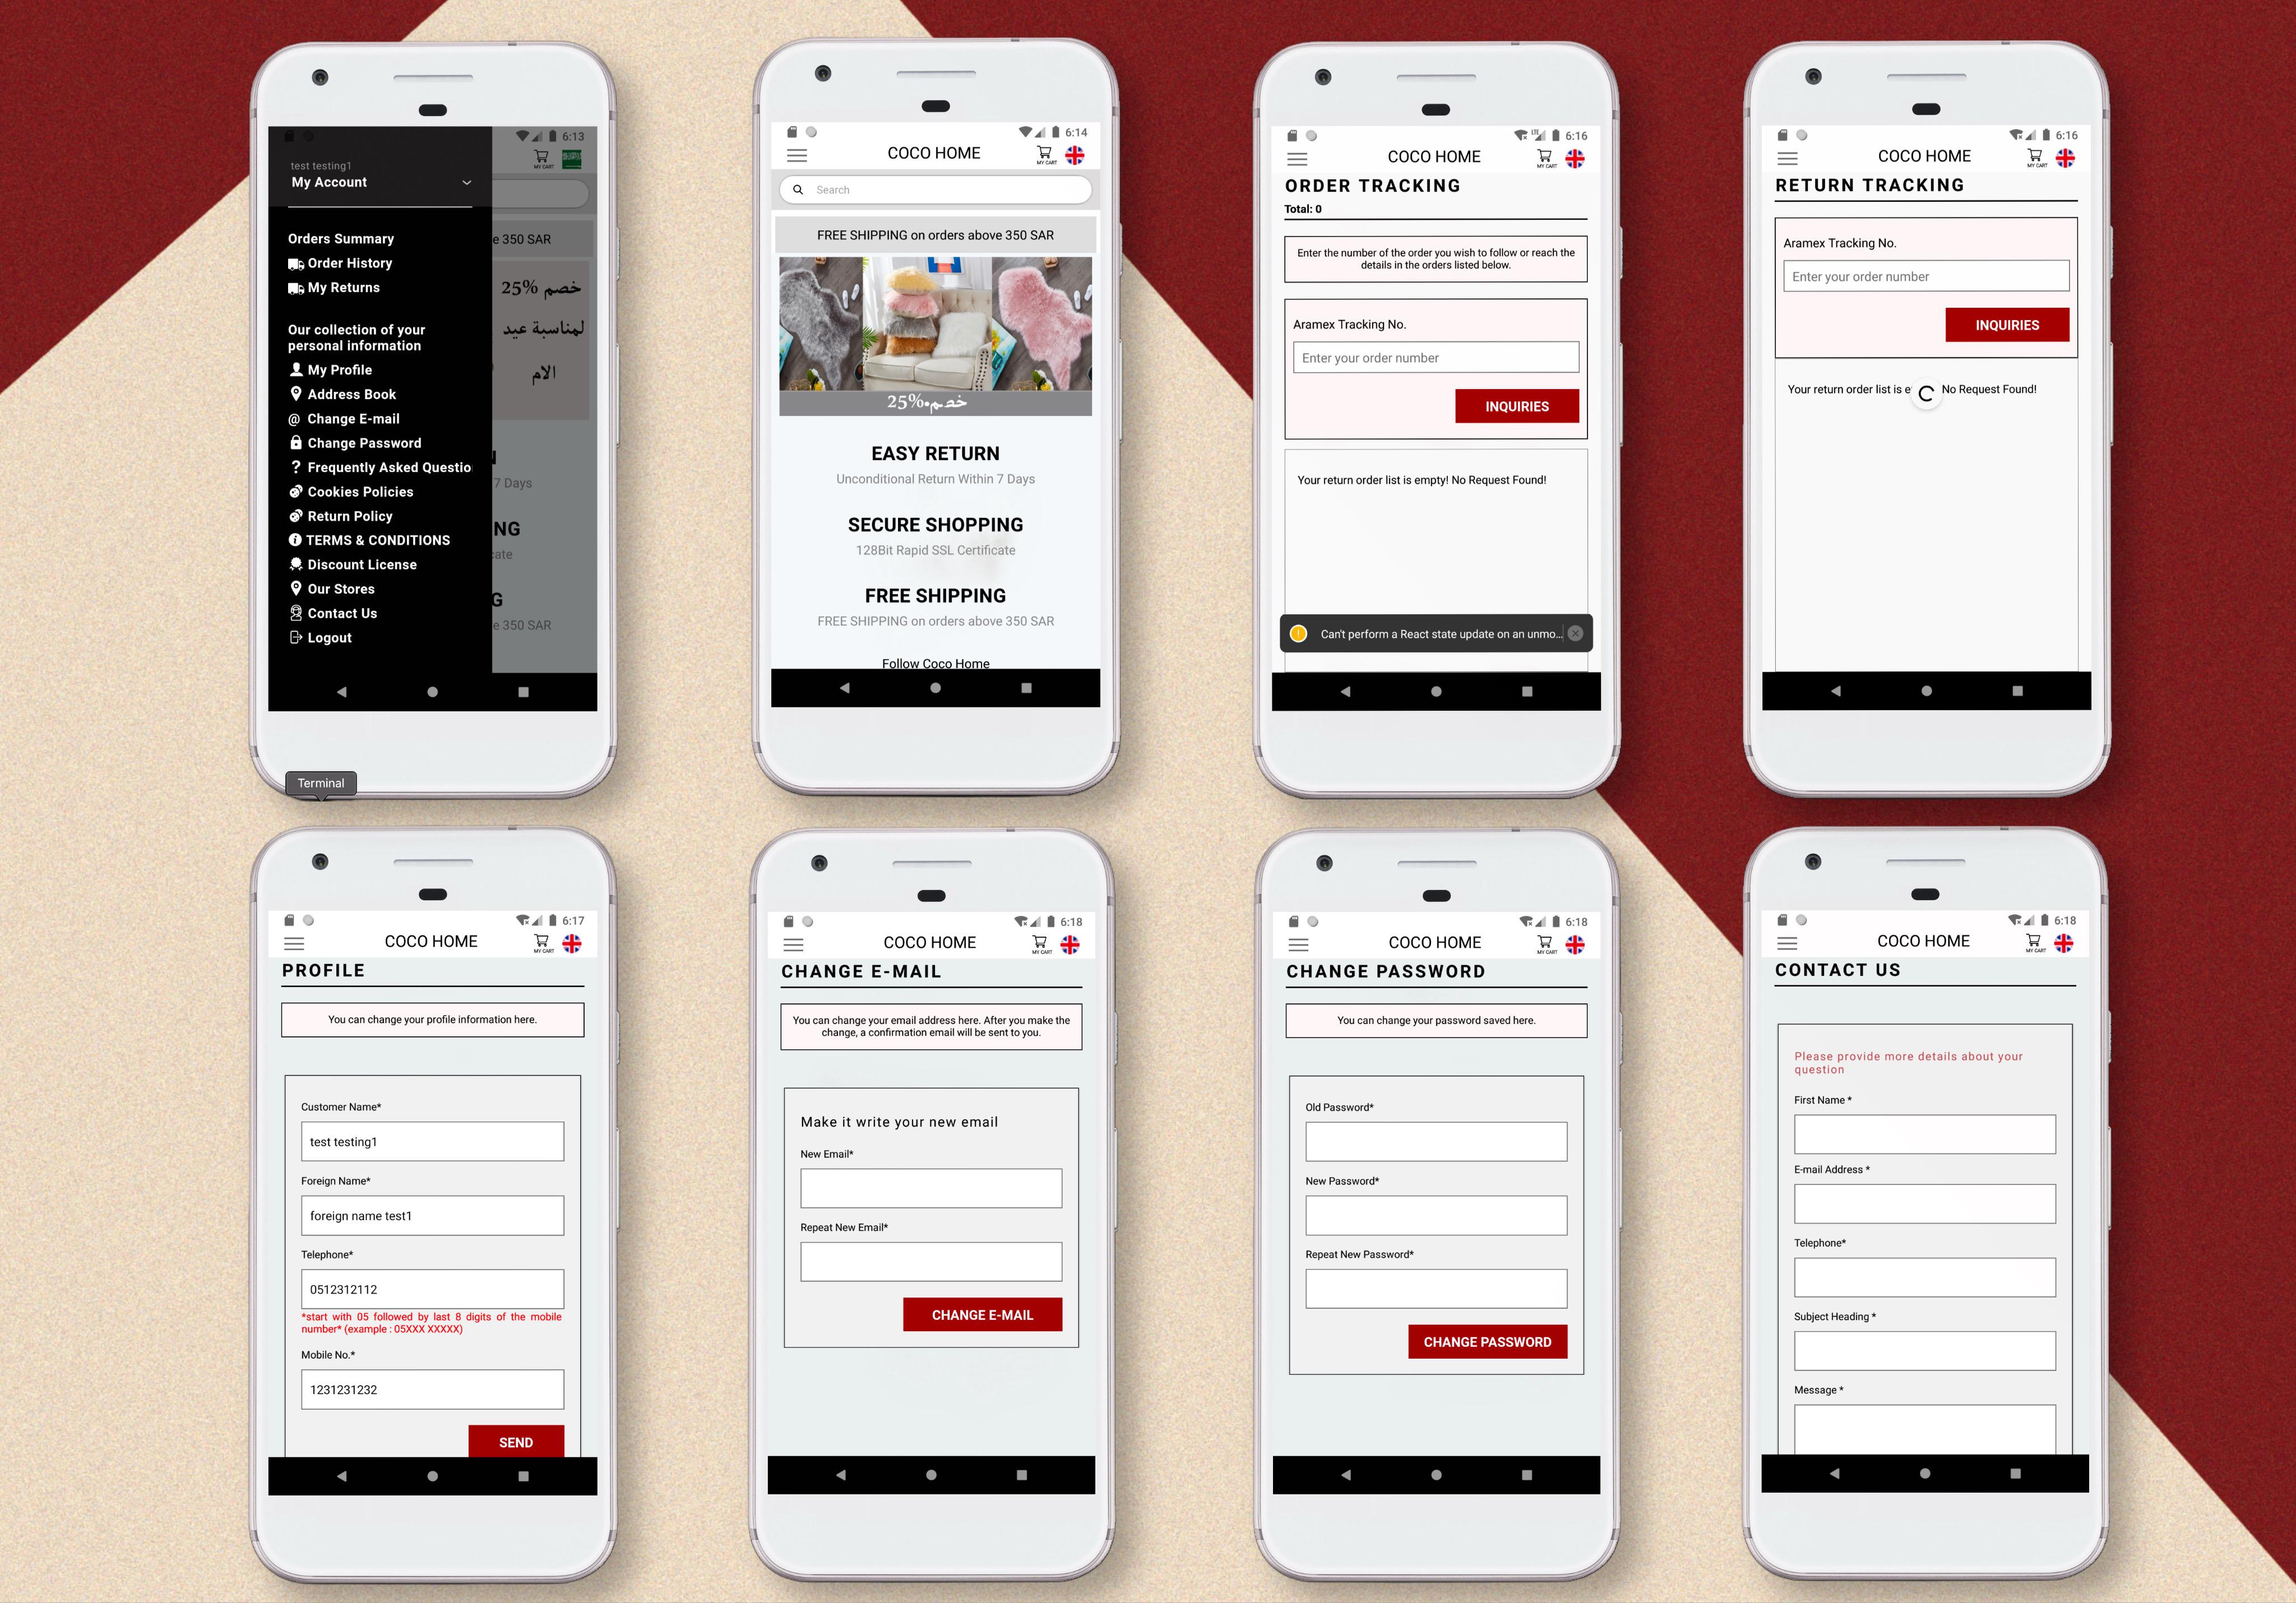 6:13
MY CART
test testing1
My Account
Orders Summary
Order History
My Returns
Our collection of your
personal information
My Profile
Address Book
@ Change E-mail
Change Password
? Frequently Asked Questio
Cookies Policies
Return Policy
TERMS & CONDITIONS
Discount License
Our Stores
Contact Us
Logout
e 350 SAR
خصم 25%
لمناسبة عيد
الام
N
7 Days
NG
cate
G
e 350 SAR
Terminal
6:14
COCO HOME
MY CART
Search
FREE SHIPPING on orders above 350 SAR
خصم 25%
EASY RETURN
Unconditional Return Within 7 Days
SECURE SHOPPING
128Bit Rapid SSL Certificate
FREE SHIPPING
FREE SHIPPING on orders above 350 SAR
Follow Coco Home
LTE 6:16
COCO HOME
MY CART
ORDER TRACKING
Total: 0
Enter the number of the order you wish to follow or reach the
details in the orders listed below.
Aramex Tracking No.
Enter your order number
INQUIRIES
Your return order list is empty! No Request Found!
Can't perform a React state update on an unmo...
6:16
COCO HOME
MY CART
RETURN TRACKING
Aramex Tracking No.
Enter your order number
INQUIRIES
Your return order list is e No Request Found!
6:17
COCO HOME
MY CART
PROFILE
You can change your profile information here.
Customer Name*
test testing1
Foreign Name*
foreign name test1
Telephone*
0512312112
*start with 05 followed by last 8 digits of the mobile
number* (example : 05XXX XXXXX)
Mobile No.*
1231231232
SEND
6:18
COCO HOME
MY CART
CHANGE E-MAIL
You can change your email address here. After you make the
change, a confirmation email will be sent to you.
Make it write your new email
New Email*
Repeat New Email*
CHANGE E-MAIL
6:18
COCO HOME
MY CART
CHANGE PASSWORD
You can change your password saved here.
Old Password*
New Password*
Repeat New Password*
CHANGE PASSWORD
6:18
COCO HOME
MY CART
CONTACT US
Please provide more details about your
question
First Name *
E-mail Address *
Telephone*
Subject Heading *
Message *